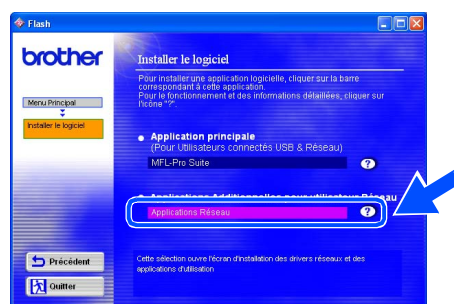 Flash
brother
Installer le logiciel
Pour installer une application logicielle, cliquer sur la barre
correspondant à cette application.
Pour le fonctionnement et des informations détaillées, cliquer sur
l'icône "?".
Menu Principal
Installer le logiciel
Application principale
(Pour Utilisateurs connectés USB & Réseau)
MFL-Pro Suite
?
Applications Additionnelles pour utilisateur Réseau
Applications Réseau
?
Cette sélection ouvre l'écran d'installation des drivers réseaux et des
applications d'utilisation
Précédent
Quitter